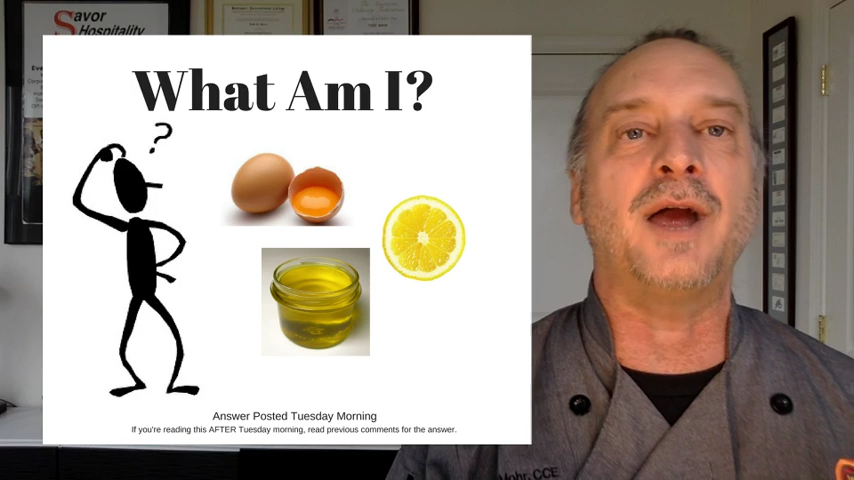 Savor
Hospitality
What Am I?
?
Answer Posted Tuesday Morning
If you're reading this AFTER Tuesday morning, read previous comments for the answer.
Mohr, CCE